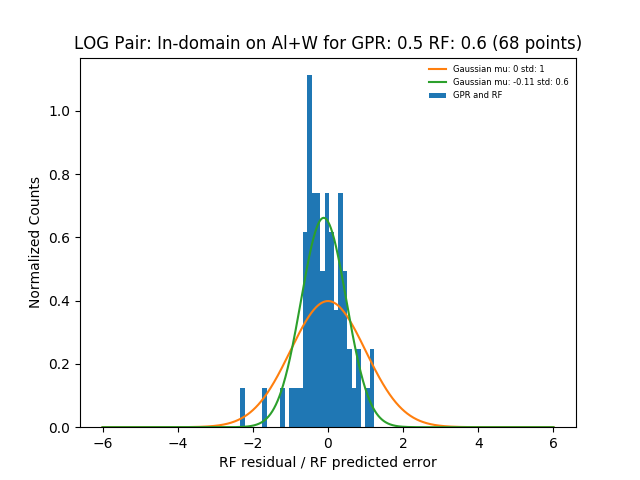 LOG Pair: In-domain on Al+W for GPR: 0.5 RF: 0.6 (68 points)
Gaussian mu: 0 std: 1
Gaussian mu: -0.11 std: 0.6
GPR and RF
Normalized Counts
1.0
0.8
0.6
0.4
0.2
0.0
−6 −4 −2 0 2 4 6
RF residual / RF predicted error